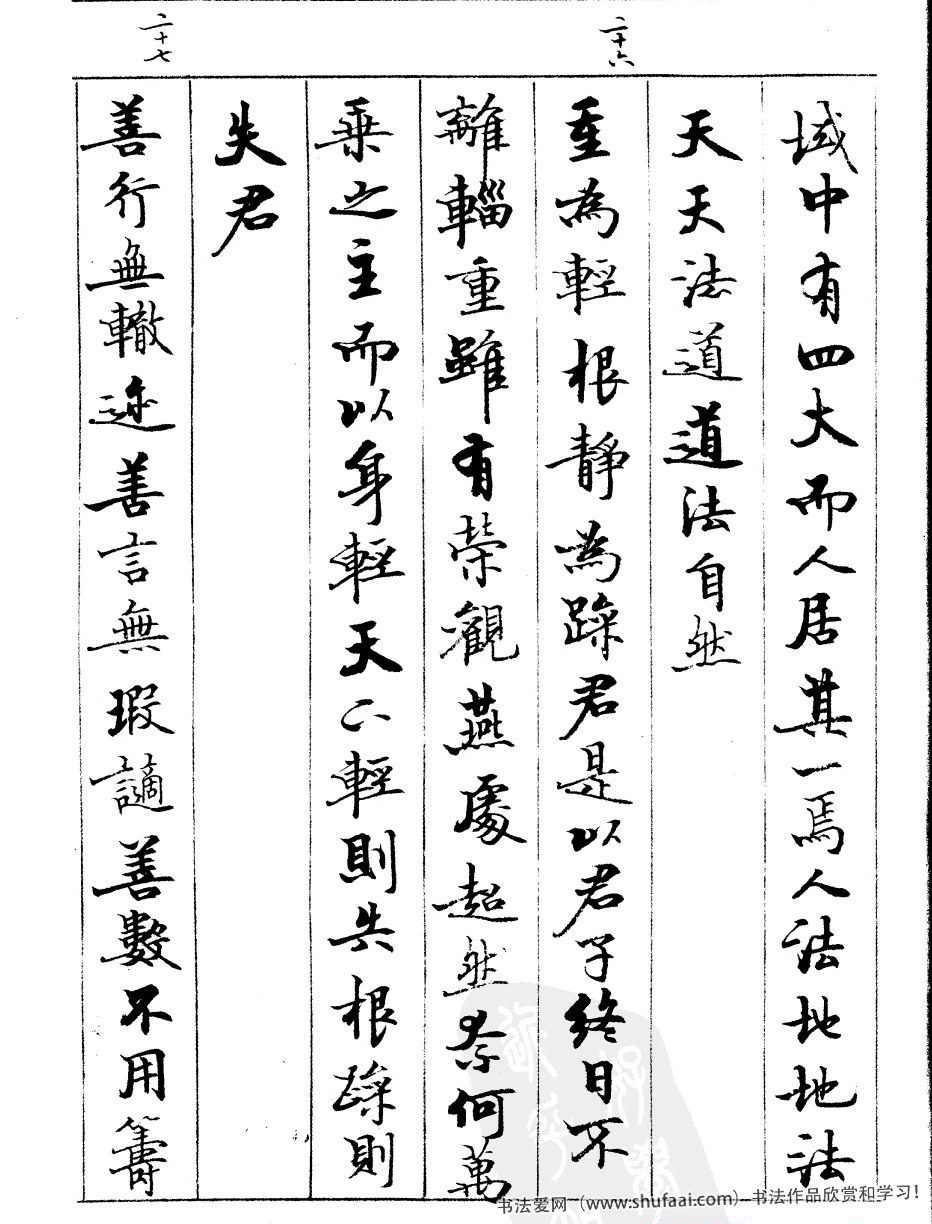 域中有四大而人居其一焉人法地地法
天天法道道法自然
二十六
重為輕根靜為躁君是以君子終日不
離輜重雖有榮觀燕處超然奈何萬
乗之主而以身輕天下輕則失根躁則
失君
二十七
善行無轍迹善言無瑕讁善數不用籌
书法爱网（www.shufaai.com）书法作品欣赏和学习！